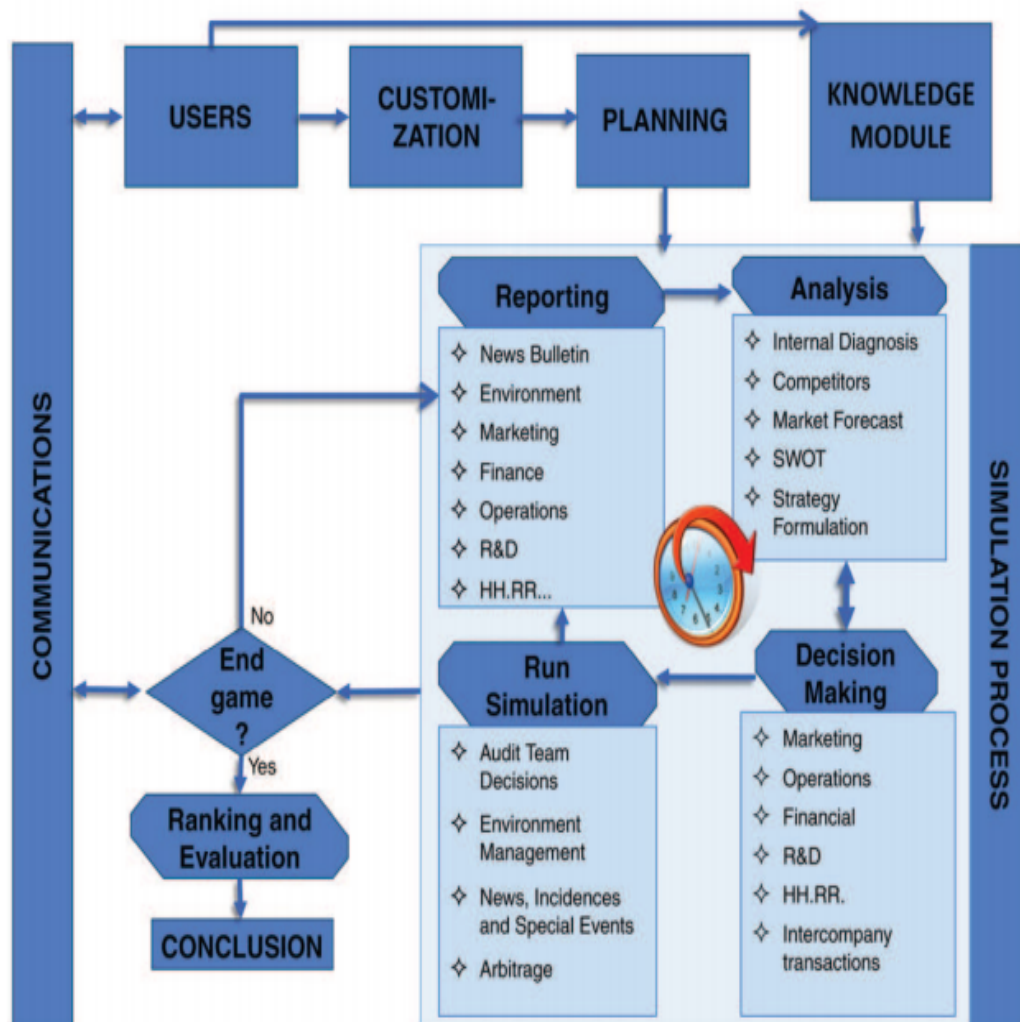 COMMUNICATIONS
USERS
CUSTOMI-
ZATION
PLANNING
KNOWLEDGE
MODULE
SIMULATION PROCESS
Reporting
News Bulletin
Environment
Marketing
Finance
Operations
R&D
HH.RR...
Analysis
Internal Diagnosis
Competitors
Market Forecast
SWOT
Strategy
Formulation
No
End
game
?
Yes
Ranking and
Evaluation
CONCLUSION
Run
Simulation
Audit Team
Decisions
Environment
Management
News, Incidences
and Special Events
Arbitrage
Decision
Making
Marketing
Operations
Financial
R&D
HH.RR.
Intercompany
transactions